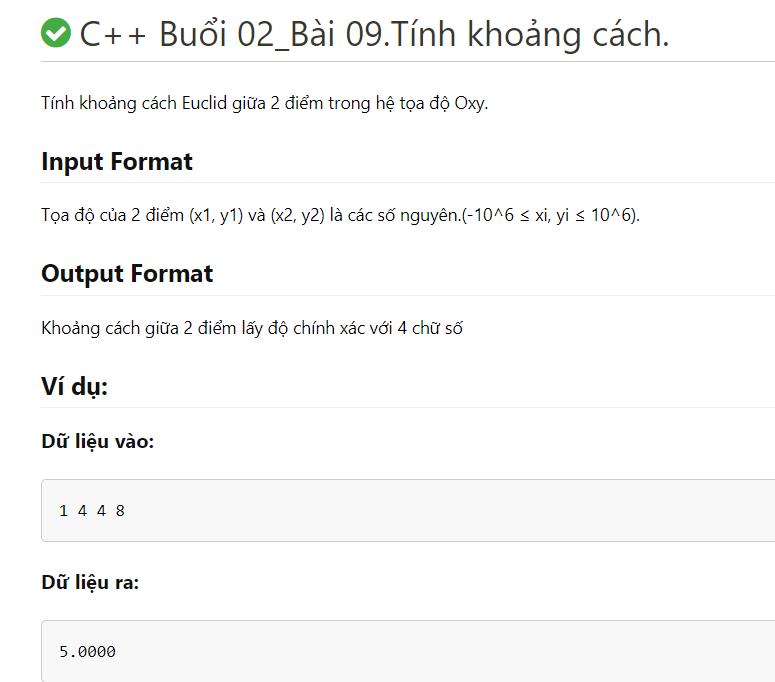 C++ Buổi 02_Bài 09.Tính khoảng cách.
Tính khoảng cách Euclid giữa 2 điểm trong hệ tọa độ Oxy.
Input Format
Tọa độ của 2 điểm (x1, y1) và (x2, y2) là các số nguyên.(-10^6 ≤ xi, yi ≤ 10^6).
Output Format
Khoảng cách giữa 2 điểm lấy độ chính xác với 4 chữ số
Ví dụ:
Dữ liệu vào:
1 4 4 8
Dữ liệu ra:
5.0000